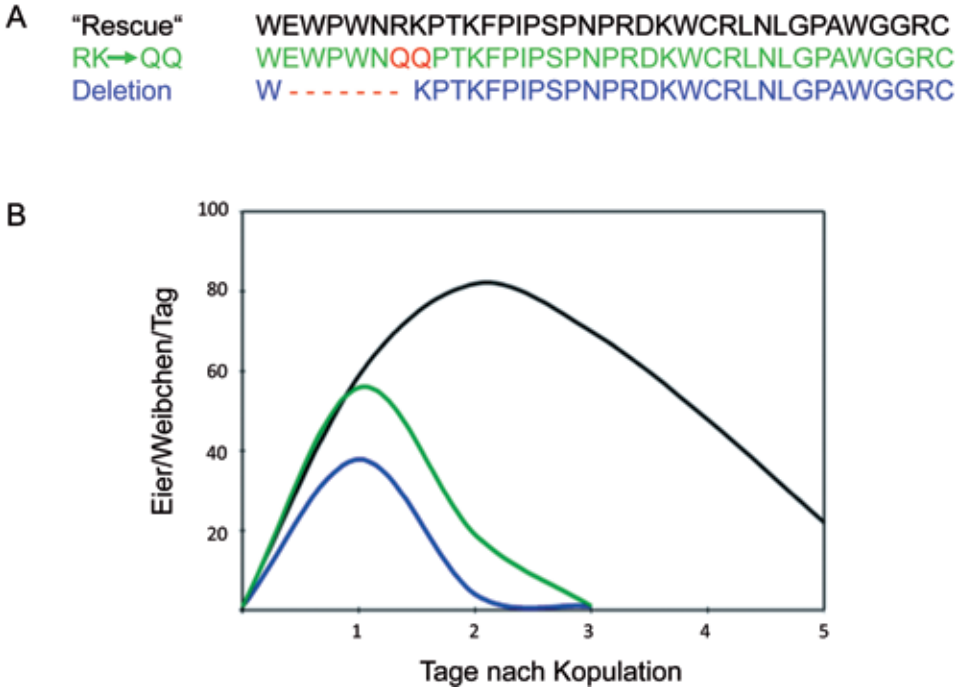 A "Rescue“ WEWPWNRKPTKFPIPSPNPRDKWCRLNLGPAWGGRC
RK→QQ WEWPWNQQPTKFPIPSPNPRDKWCRLNLGPAWGGRC
Deletion W - - - - - - - KPTKFPIPSPNPRDKWCRLNLGPAWGGRC
B
100
80
60
40
20
Eier/Weibchen/Tag
1 2 3 4 5
Tage nach Kopulation